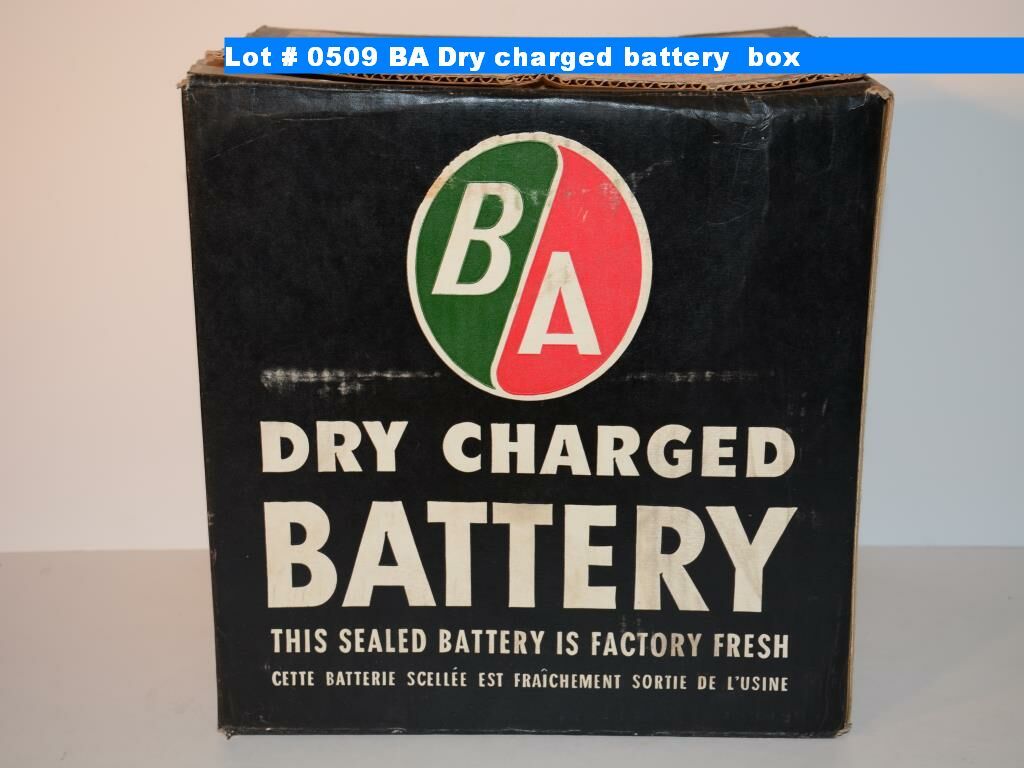 Lot # 0509 BA Dry charged battery  box
B
A
DRY CHARGED
BATTERY
THIS SEALED BATTERY IS FACTORY FRESH
CETTE BATTERIE SCELLÉE EST FRAÎCHEMENT SORTIE DE L'USINE